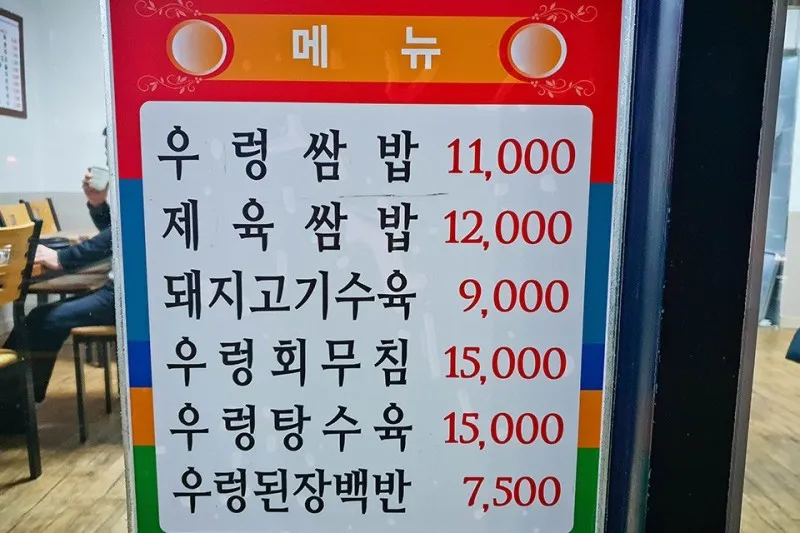 메 뉴
우 렁 쌈 밥 11,000
제 육 쌈 밥 12,000
돼지고기수육 9,000
우렁회무침 15,000
우렁탕수육 15,000
우렁된장백반 7,500